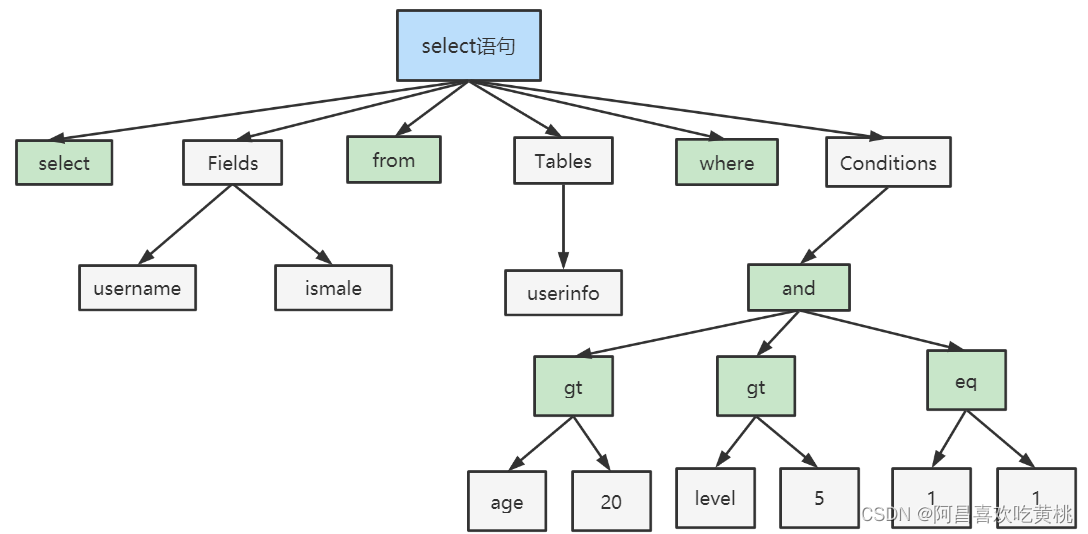 select语句
select
Fields
from
Tables
where
Conditions
username
ismale
userinfo
and
gt
gt
eq
age
20
level
5
1
1
CSDN @阿昌喜欢吃黄桃